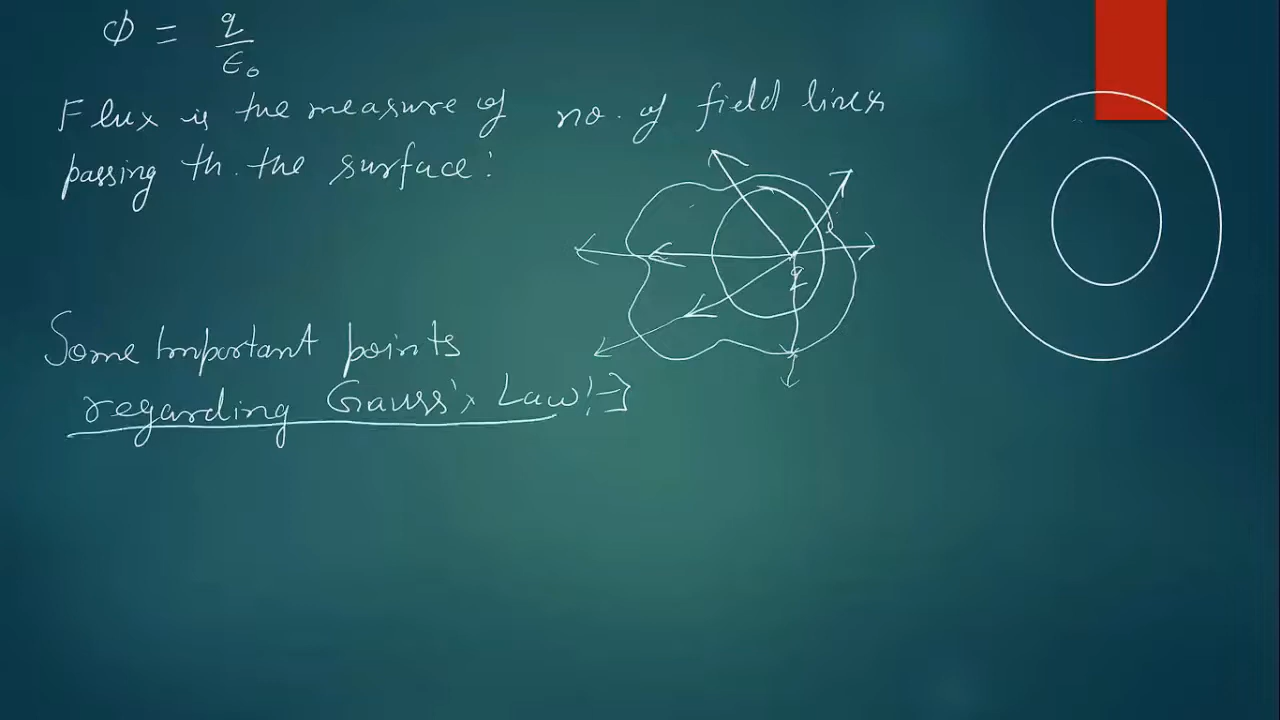 ϕ = q/ϵ₀
Flux is the measure of no. of field lines
passing th. the surface:
q
Some Important points
regarding Gauss's Law:→